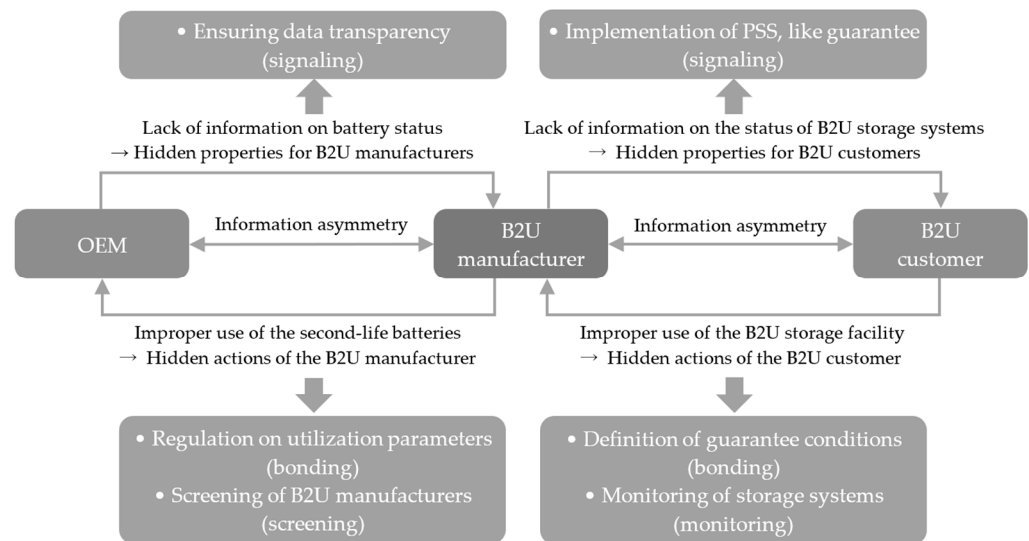 • Ensuring data transparency
(signaling)
• Implementation of PSS, like guarantee
(signaling)
Lack of information on battery status
→ Hidden properties for B2U manufacturers
Lack of information on the status of B2U storage systems
→ Hidden properties for B2U customers
OEM
Information asymmetry
B2U
manufacturer
Information asymmetry
B2U
customer
Improper use of the second-life batteries
→ Hidden actions of the B2U manufacturer
Improper use of the B2U storage facility
→ Hidden actions of the B2U customer
• Regulation on utilization parameters
(bonding)
• Screening of B2U manufacturers
(screening)
• Definition of guarantee conditions
(bonding)
• Monitoring of storage systems
(monitoring)